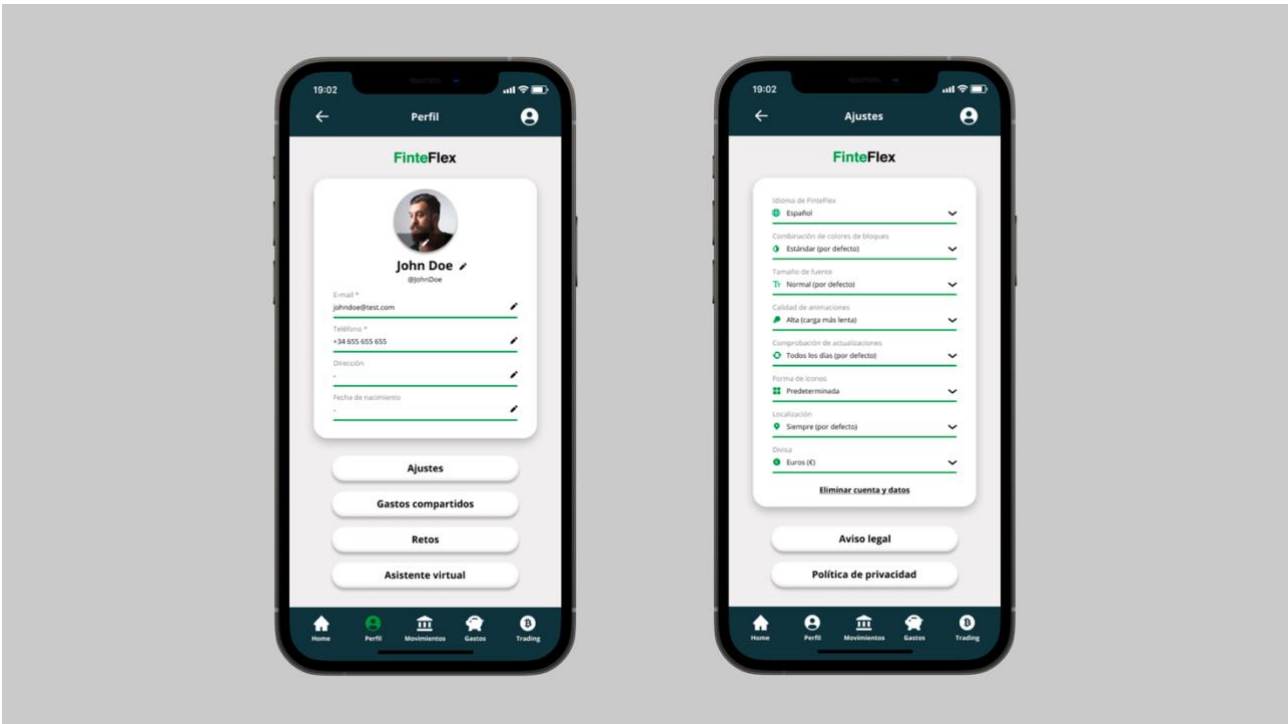 19:02
Perfil
FinteFlex
John Doe
@JohnDoe
E-mail *
johndoe@test.com
Teléfono *
+34 655 655 655
Dirección
-
Fecha de nacimiento
-
Ajustes
Gastos compartidos
Retos
Asistente virtual
Home Perfil Movimientos Gastos Trading
19:02
Ajustes
FinteFlex
Idioma de FinteFlex
Español
Combinación de colores de bloques
Estándar (por defecto)
Tamaño de fuente
Tr Normal (por defecto)
Calidad de animaciones
Alta (carga más lenta)
Comprobación de actualizaciones
Todos los días (por defecto)
Forma de iconos
Predeterminada
Localización
Siempre (por defecto)
Divisa
Euros (€)
Eliminar cuenta y datos
Aviso legal
Política de privacidad
Home Perfil Movimientos Gastos Trading